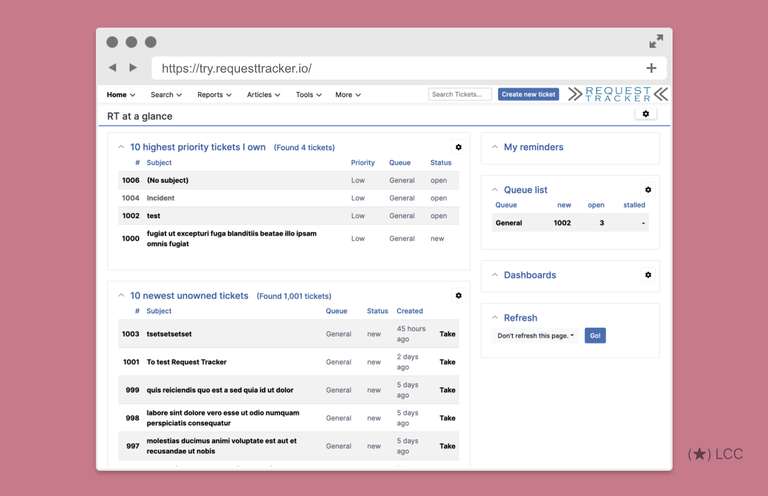 https://try.requesttracker.io/
+
Home Search Reports Articles Tools More Search Tickets... Create new ticket REQUEST
TRACKER
RT at a glance
10 highest priority tickets I own (Found 4 tickets)
# Subject Priority Queue Status
1006 (No subject) Low General open
1004 Incident Low General open
1002 test Low General open
1000 fugiat ut excepturi fuga blanditiis beatae illo ipsam
omnis fugiat Low General new
10 newest unowned tickets (Found 1,001 tickets)
# Subject Queue Status Created
1003 tsetsetsetset General new 45 hours
ago Take
1001 To test Request Tracker General new 2 days
ago Take
999 quis reiciendis quo est a sed quia id ut dolor General new 5 days
ago Take
998 labore sint dolore vero esse ut odio numquam
perspiciatis consequatur General new 5 days
ago Take
997 molestias ducimus animi voluptate est aut et
recusandae ut nobis General new 5 days
ago Take
My reminders
Queue list
Queue new open stalled
General 1002 3 -
Dashboards
Refresh
Don't refresh this page. Go!
(★) LCC